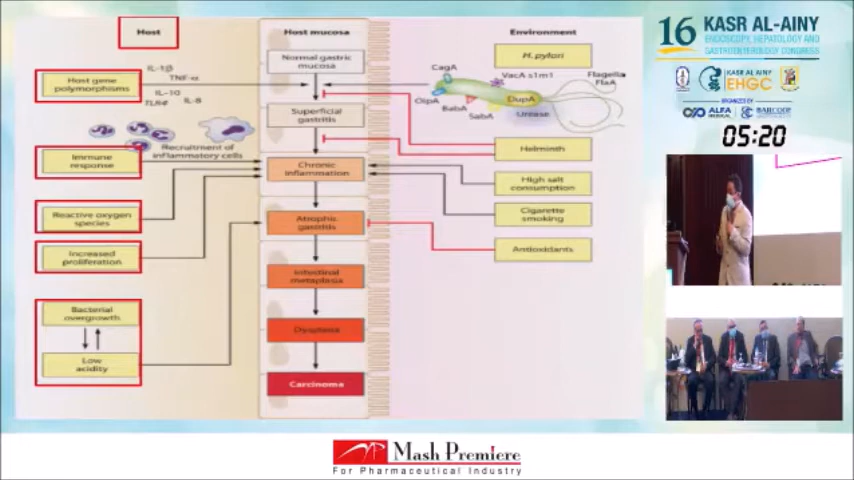 Host
Host mucosa
Environment
Host gene
polymorphisms
IL-1β
TNF-α
IL-10
IL-8
Normal gastric
mucosa
H. pylori
CagA
VacA s1m1
Flagella
FlaA
OipA
BabA
SabA
DupA
Urease
Superficial
gastritis
Recruitment of
inflammatory cells
Immune
response
Chronic
inflammation
Helminth
High salt
consumption
Reactive oxygen
species
Atrophic
gastritis
Cigarette
smoking
Increased
proliferation
Antioxidants
Intestinal
metaplasia
Bacterial
overgrowth
Dysplasia
Low
acidity
Carcinoma
16 KASR AL-AINY
ENDOSCOPY, HEPATOLOGY AND
GASTROENTEROLOGY CONGRESS
KASR AL-AINY
EHGC
ORGANIZED BY
ALFA
MEDICAL
BARCODE
05:20
Mash Premiere
For Pharmaceutical Industry